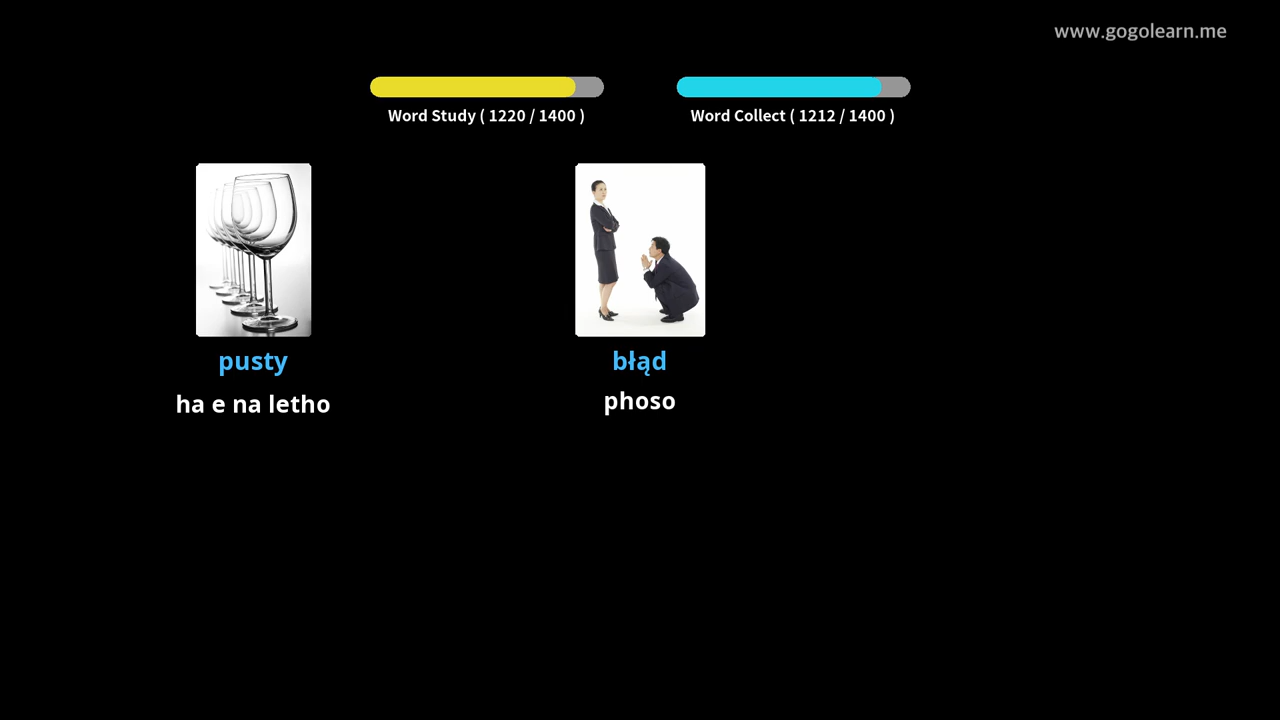 www.gogolearn.me
Word Study ( 1220 / 1400 )
Word Collect ( 1212 / 1400 )
pusty
ha e na letho
błąd
phoso